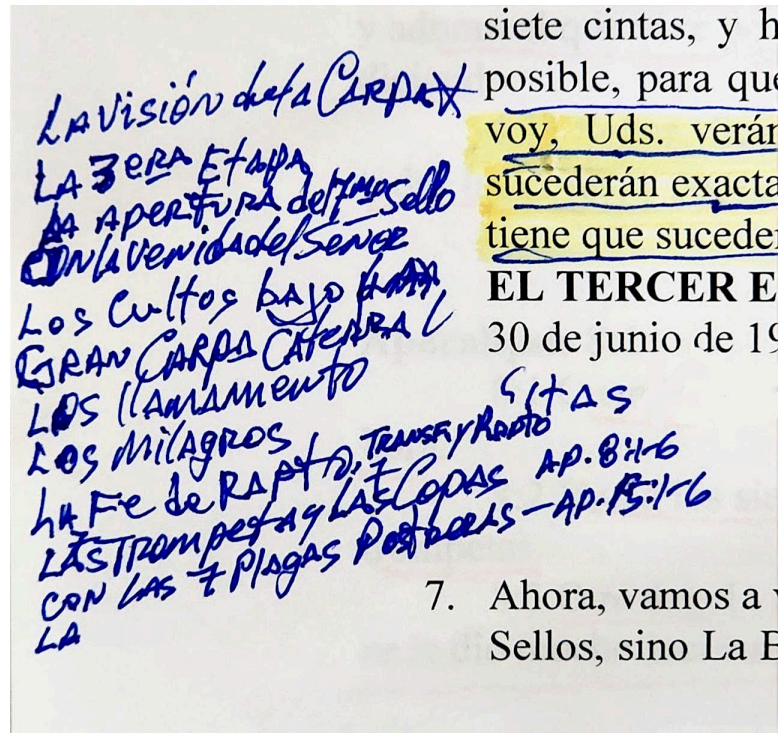 siete cintas, y h
posible, para que
voy, Uds. verán
sucederán exacta
tiene que suceder
EL TERCER E
30 de junio de 19
7. Ahora, vamos a v
Sellos, sino La B
La Visión de la Carpa
LA 3ERA Etapa
LA Apertura del 7mo Sello
CON la venida del Señor
Los Cultos bajo
GRAN CARPA CATEDRAL
LOS llAMAMiento
Los Milagros
LA Fe de RAPTO, TRANSF y RAPTO
Citas
LAS Trompetas y LAS Copas AP. 8:1-6
CON LAS 7 PlAgAS Postreras - AP. 15:1-6
LA